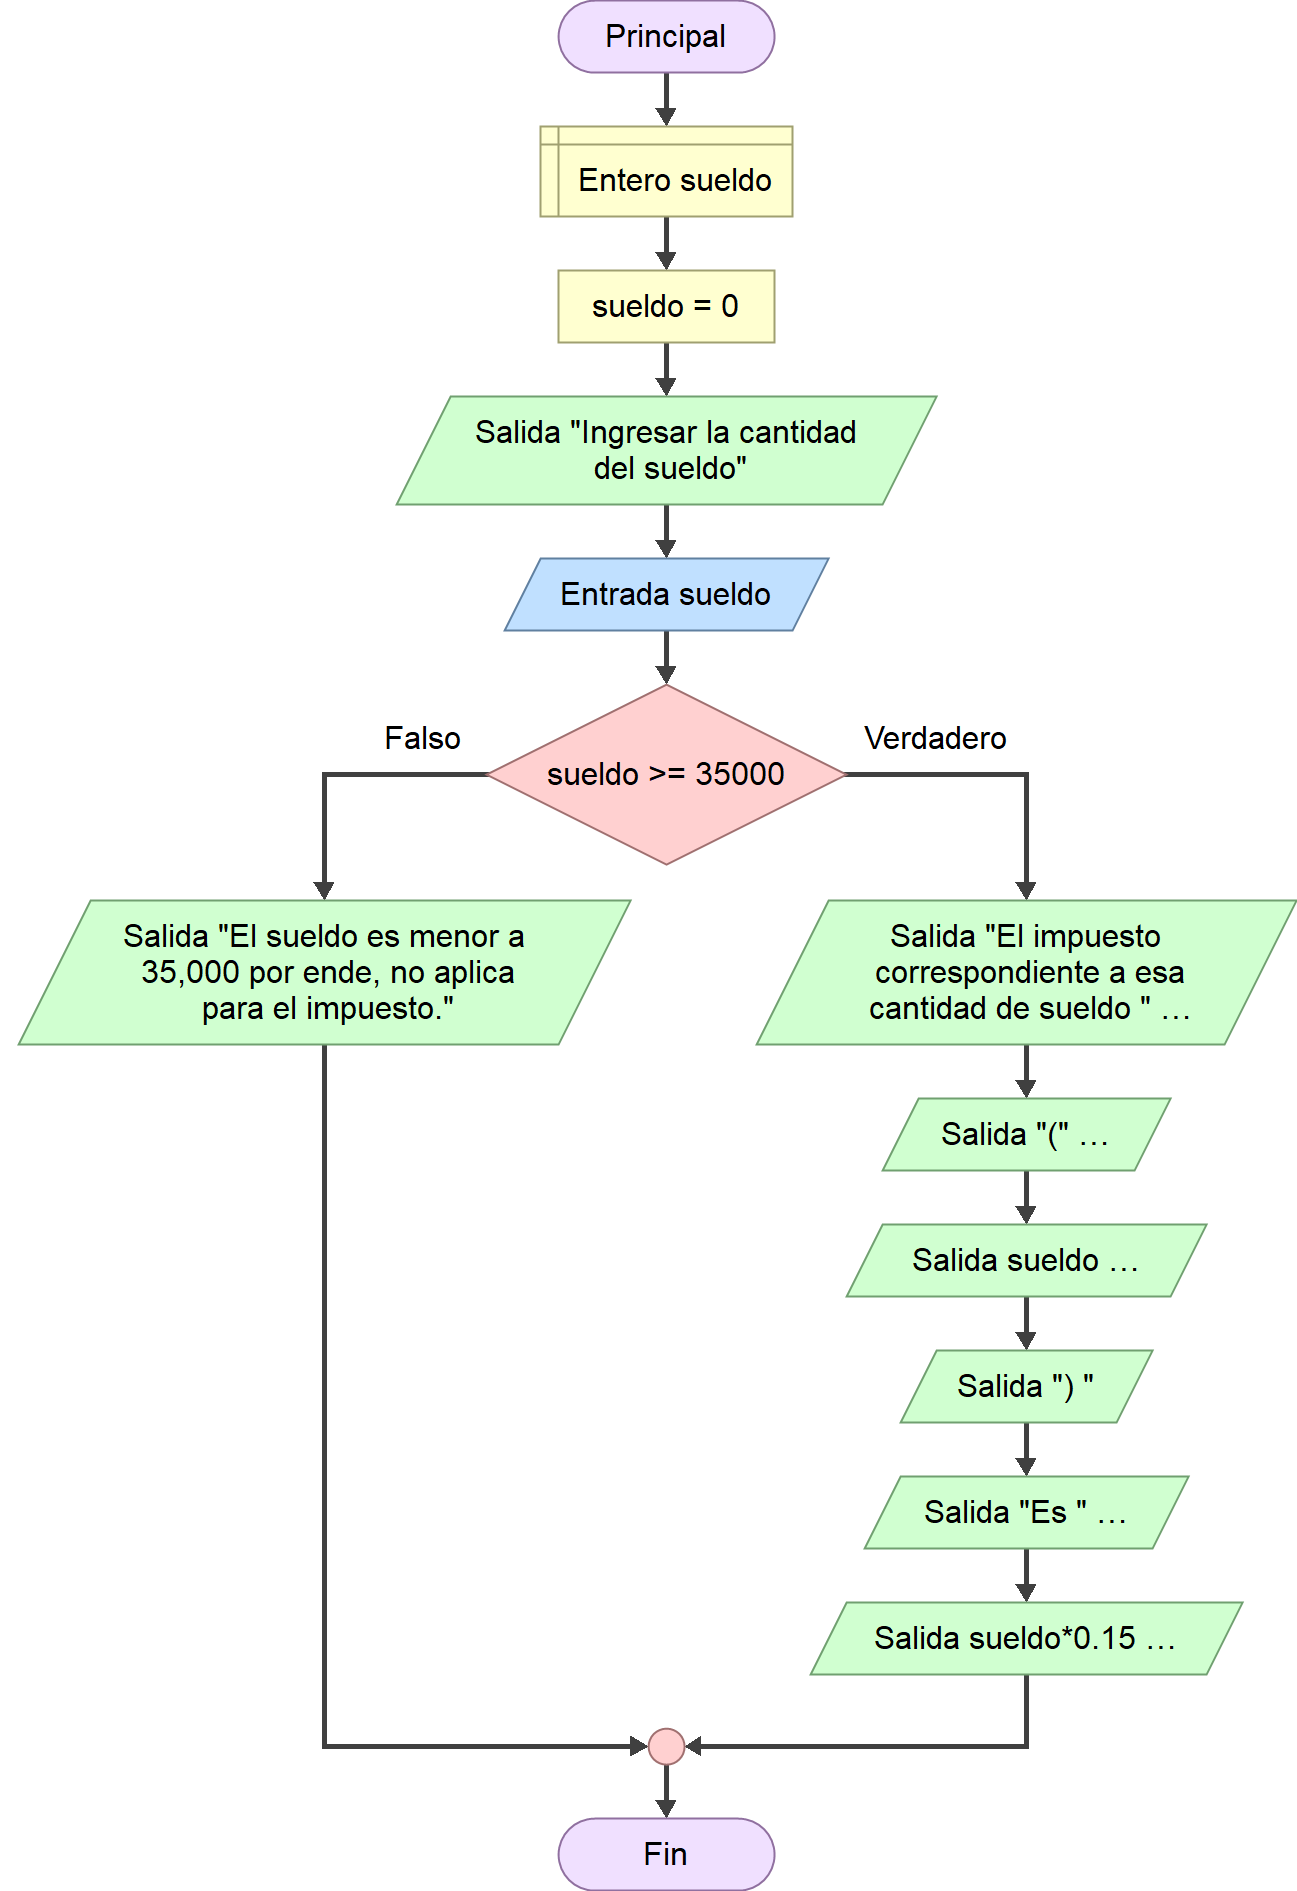 Principal
Entero sueldo
sueldo = 0
Salida "Ingresar la cantidad
del sueldo"
Entrada sueldo
Falso
Verdadero
sueldo >= 35000
Salida "El sueldo es menor a
35,000 por ende, no aplica
para el impuesto."
Salida "El impuesto
correspondiente a esa
cantidad de sueldo " …
Salida "(" …
Salida sueldo …
Salida ") "
Salida "Es " …
Salida sueldo*0.15 …
Fin